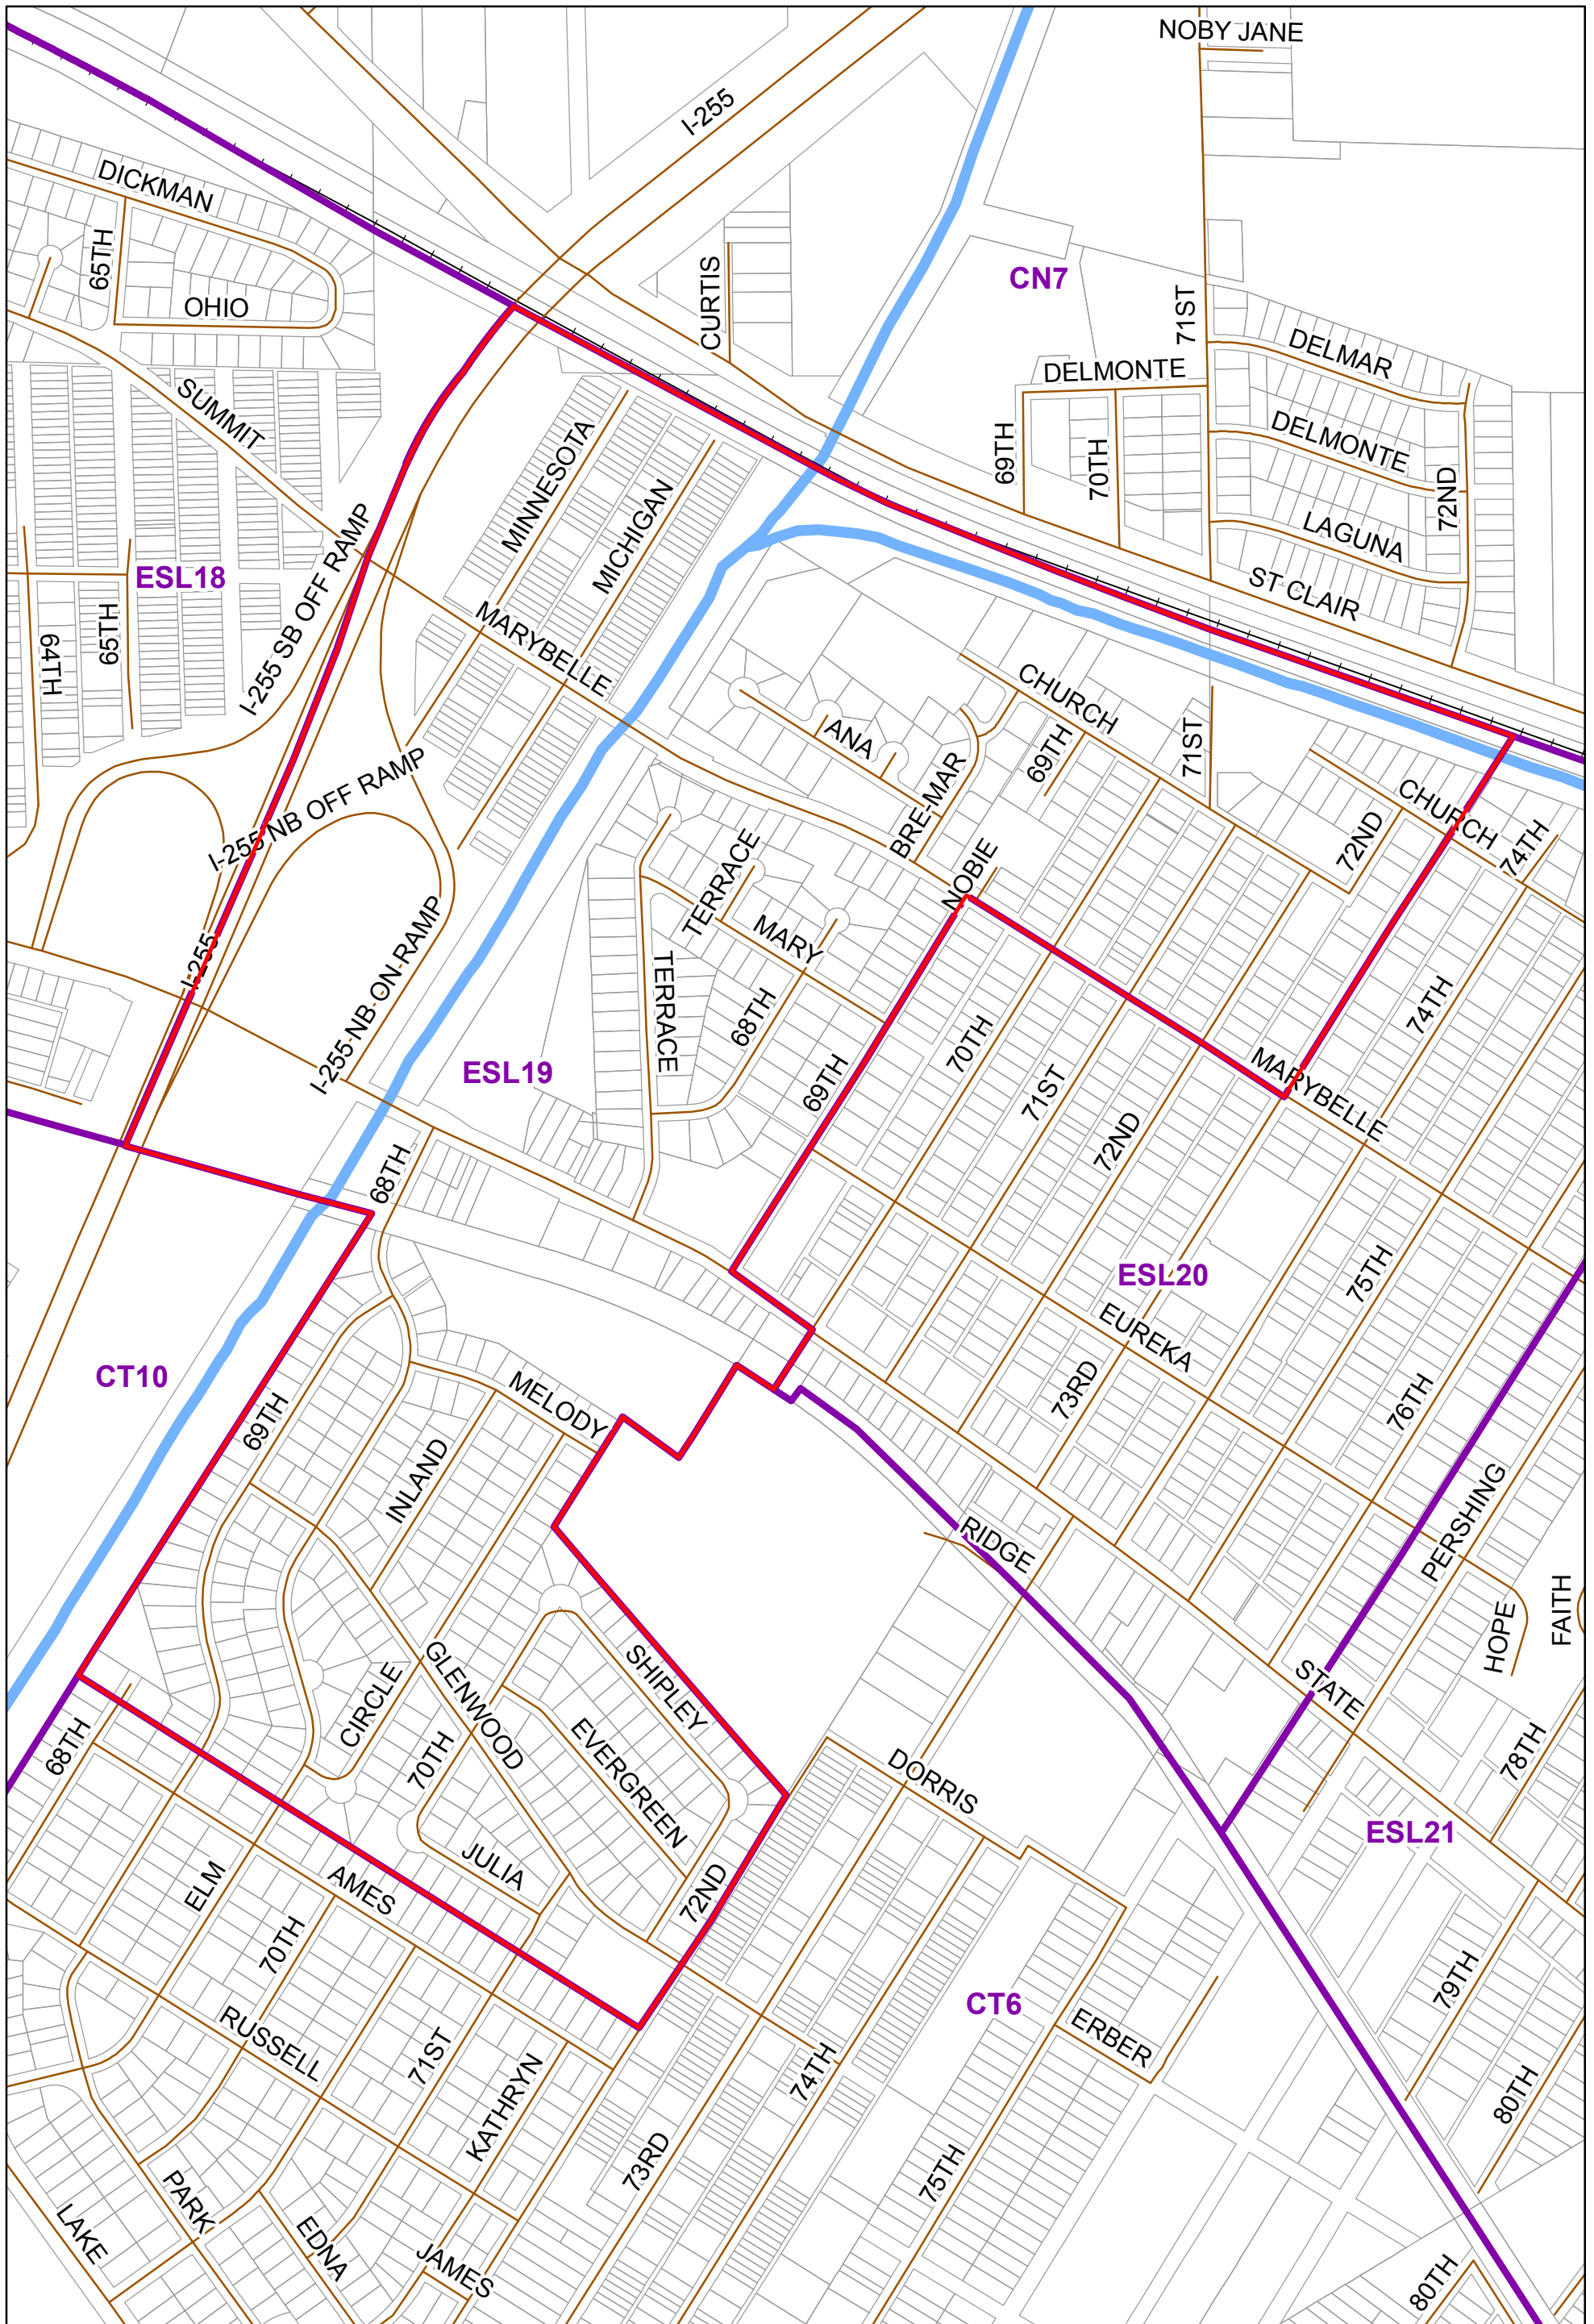 NOBY JANE
I-255
DICKMAN
65TH
OHIO
CURTIS
CN7
71ST
DELMAR
DELMONTE
SUMMIT
DELMONTE
69TH
70TH
72ND
LAGUNA
MINNESOTA
MICHIGAN
ST CLAIR
ESL18
I-255 SB OFF RAMP
64TH
65TH
MARYBELLE
CHURCH
ANA
69TH
71ST
BRE-MAR
I-255 NB OFF RAMP
CHURCH
74TH
72ND
NOBIE
TERRACE
MARY
I-255
I-255 NB ON RAMP
TERRACE
68TH
74TH
70TH
ESL19
69TH
71ST
MARYBELLE
72ND
68TH
ESL20
75TH
EUREKA
CT10
73RD
76TH
MELODY
69TH
INLAND
PERSHING
RIDGE
HOPE
FAITH
GLENWOOD
SHIPLEY
STATE
CIRCLE
68TH
70TH
EVERGREEN
78TH
DORRIS
ESL21
JULIA
72ND
ELM
AMES
70TH
79TH
CT6
RUSSELL
71ST
KATHRYN
74TH
ERBER
80TH
73RD
75TH
PARK
LAKE
EDNA
JAMES
80TH